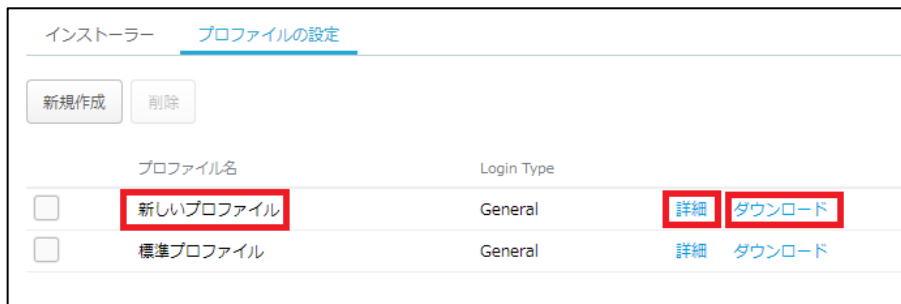 インストーラー プロファイルの設定
新規作成 削除
プロファイル名 Login Type
新しいプロファイル General 詳細 ダウンロード
標準プロファイル General 詳細 ダウンロード